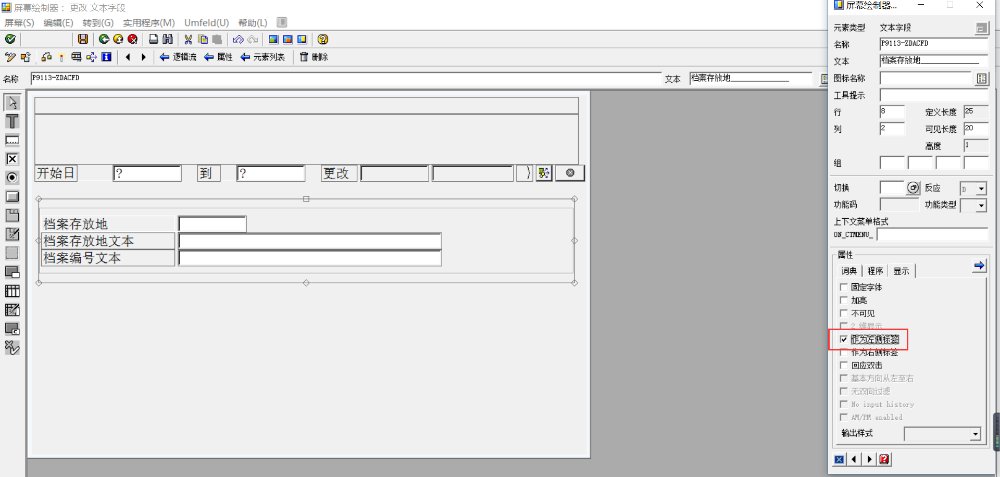 屏幕绘制器： 更改 文本字段
屏幕(S) 编辑(E) 转到(G) 实用程序(M) Umfeld(U) 帮助(L)
逻辑流 属性 元素列表 删除
名称 P9113-ZDACFD 文本 档案存放地_______________
开始日 ? 到 ? 更改 )
档案存放地
档案存放地文本
档案编号文本
屏幕绘制器...
元素类型 文本字段
名称 P9113-ZDACFD
文本 档案存放地_______________
图标名称
工具提示
行 8 定义长度 25
列 2 可见长度 20
高度 1
组
切换 反应 D
功能码 功能类型
上下文菜单格式
ON_CTMENU_
属性
词典 程序 显示
固定字体
加亮
不可见
2 维显示
作为左侧标签
作为右侧标签
回应双击
基本方向从左至右
无双向过滤
No input history
AM/PM enabled
输出样式